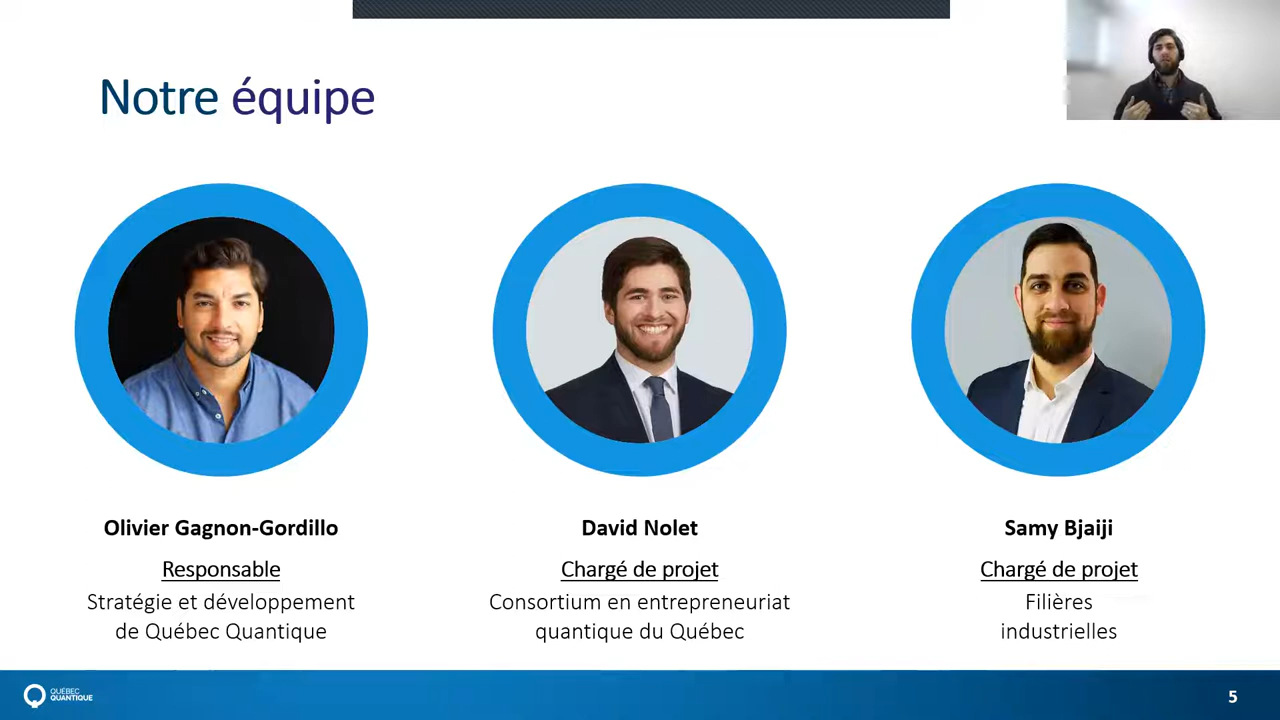 Notre équipe
Olivier Gagnon-Gordillo
Responsable
Stratégie et développement
de Québec Quantique
David Nolet
Chargé de projet
Consortium en entrepreneuriat
quantique du Québec
Samy Bjaiji
Chargé de projet
Filières
industrielles
QUÉBEC
QUANTIQUE
5